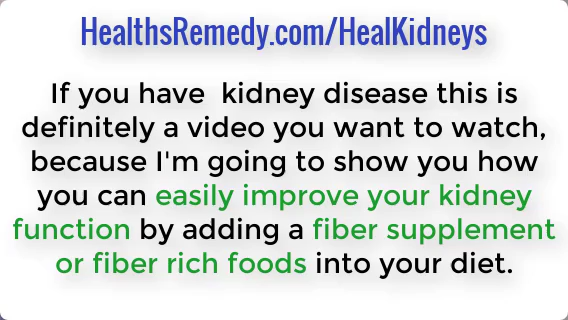 HealthsRemedy.com/HealKidneys
If you have  kidney disease this is
definitely a video you want to watch,
because I'm going to show you how
you can easily improve your kidney
function by adding a fiber supplement
or fiber rich foods into your diet.